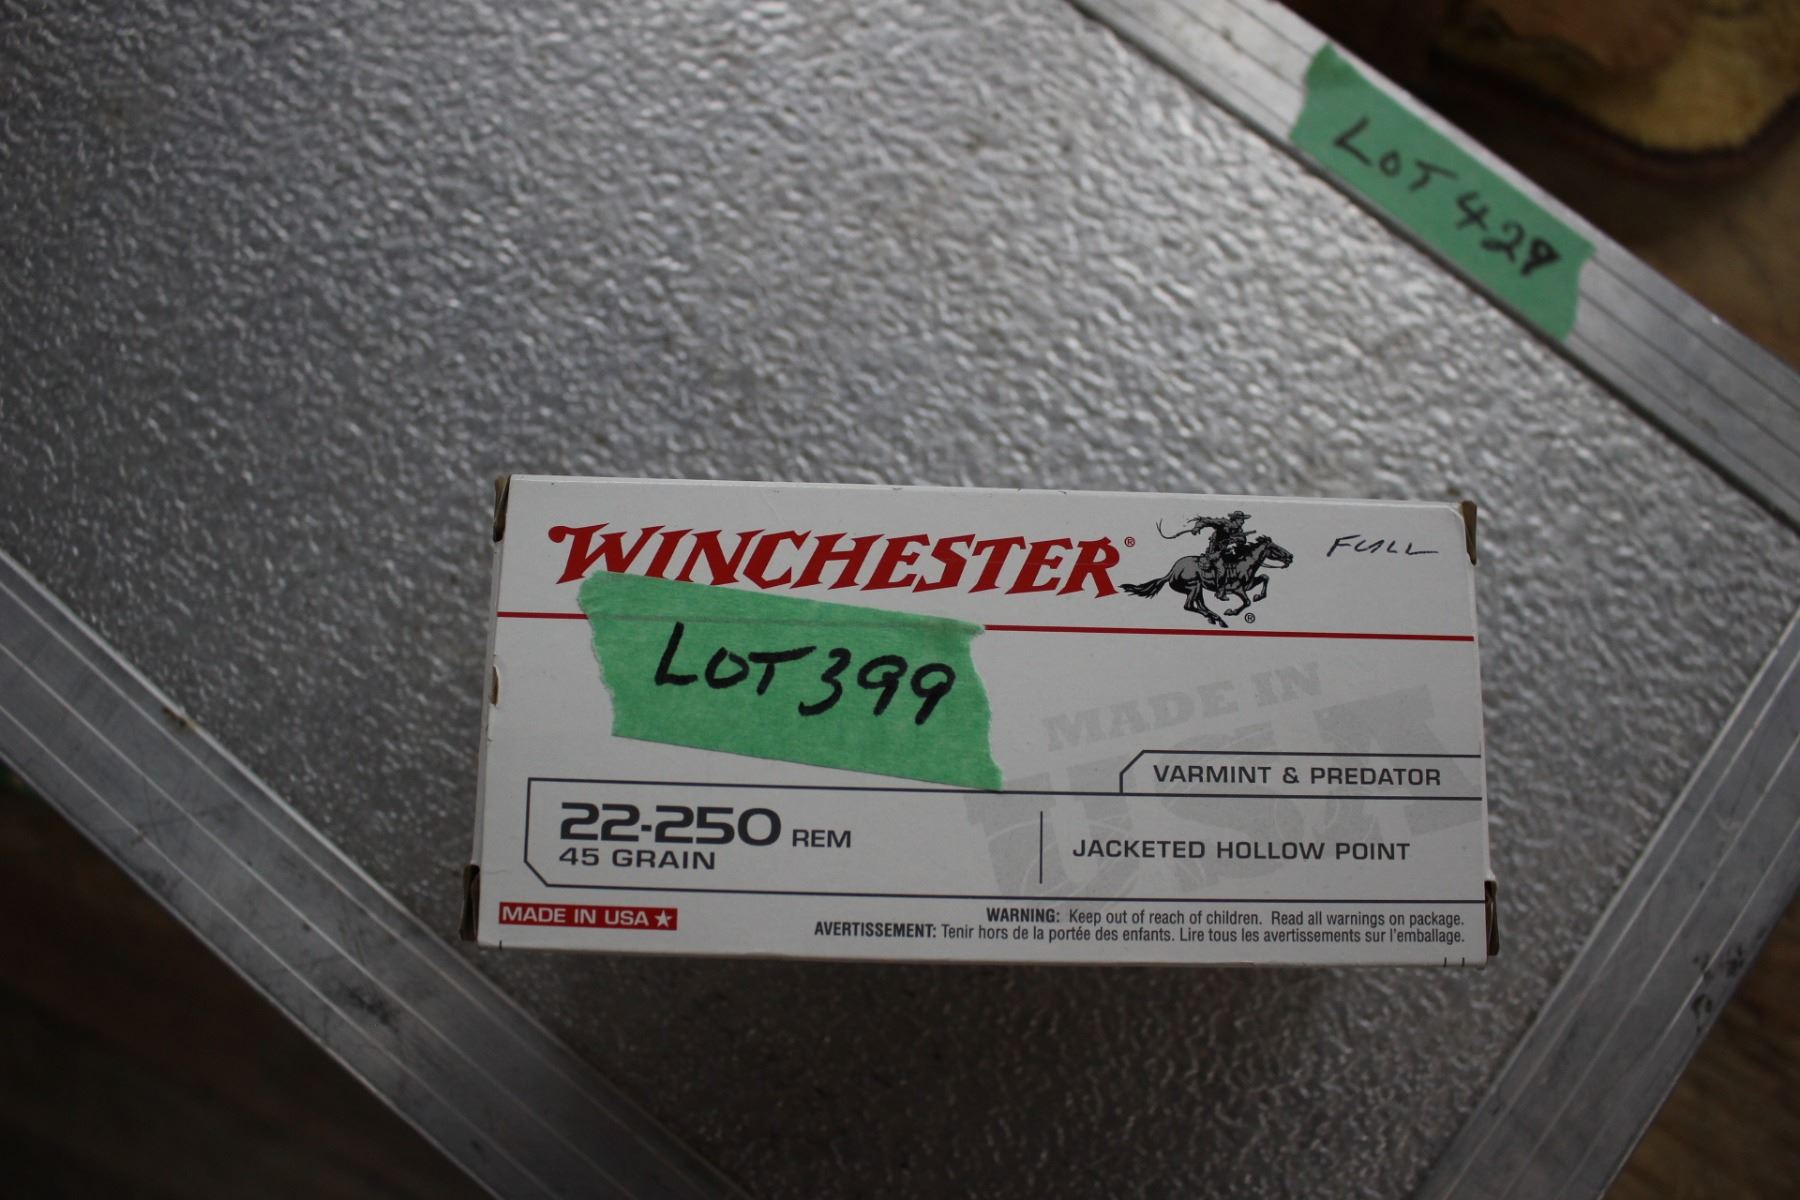 LOT 429
WINCHESTER®
FULL
®
LOT 399
MADE IN
USA
VARMINT & PREDATOR
22-250 REM
45 GRAIN
JACKETED HOLLOW POINT
MADE IN USA ★
WARNING: Keep out of reach of children. Read all warnings on package.
AVERTISSEMENT: Tenir hors de la portée des enfants. Lire tous les avertissements sur l'emballage.